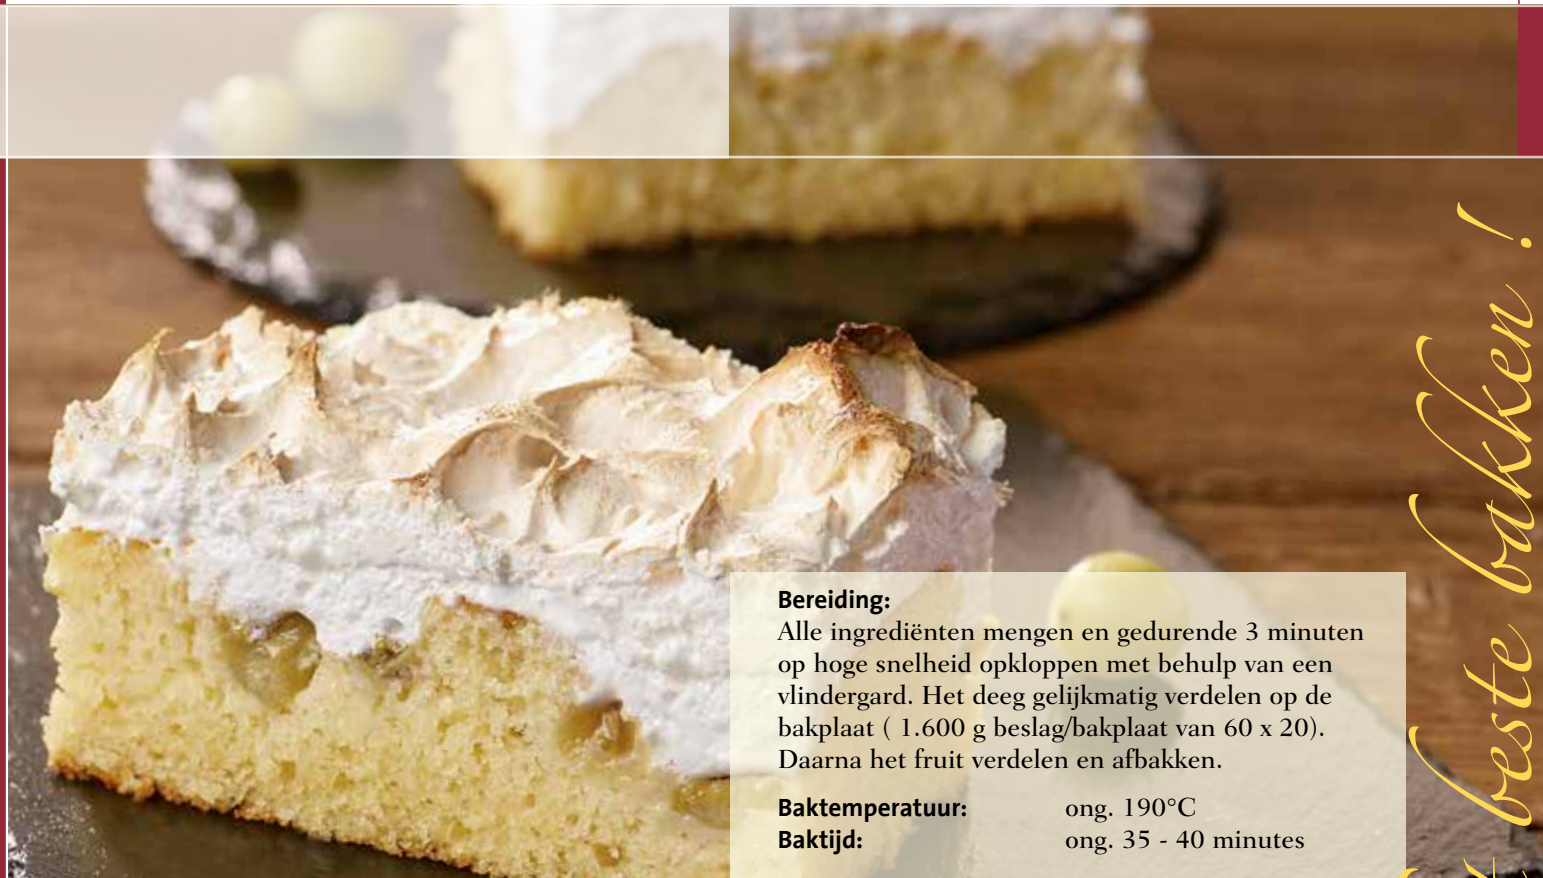 Bereiding:
Alle ingrediënten mengen en gedurende 3 minuten
op hoge snelheid opkloppen met behulp van een
vlindergard. Het deeg gelijkmatig verdelen op de
bakplaat ( 1.600 g beslag/bakplaat van 60 x 20).
Daarna het fruit verdelen en afbakken.
Baktemperatuur: ong. 190°C
Baktijd: ong. 35 - 40 minutes
beste bakken !